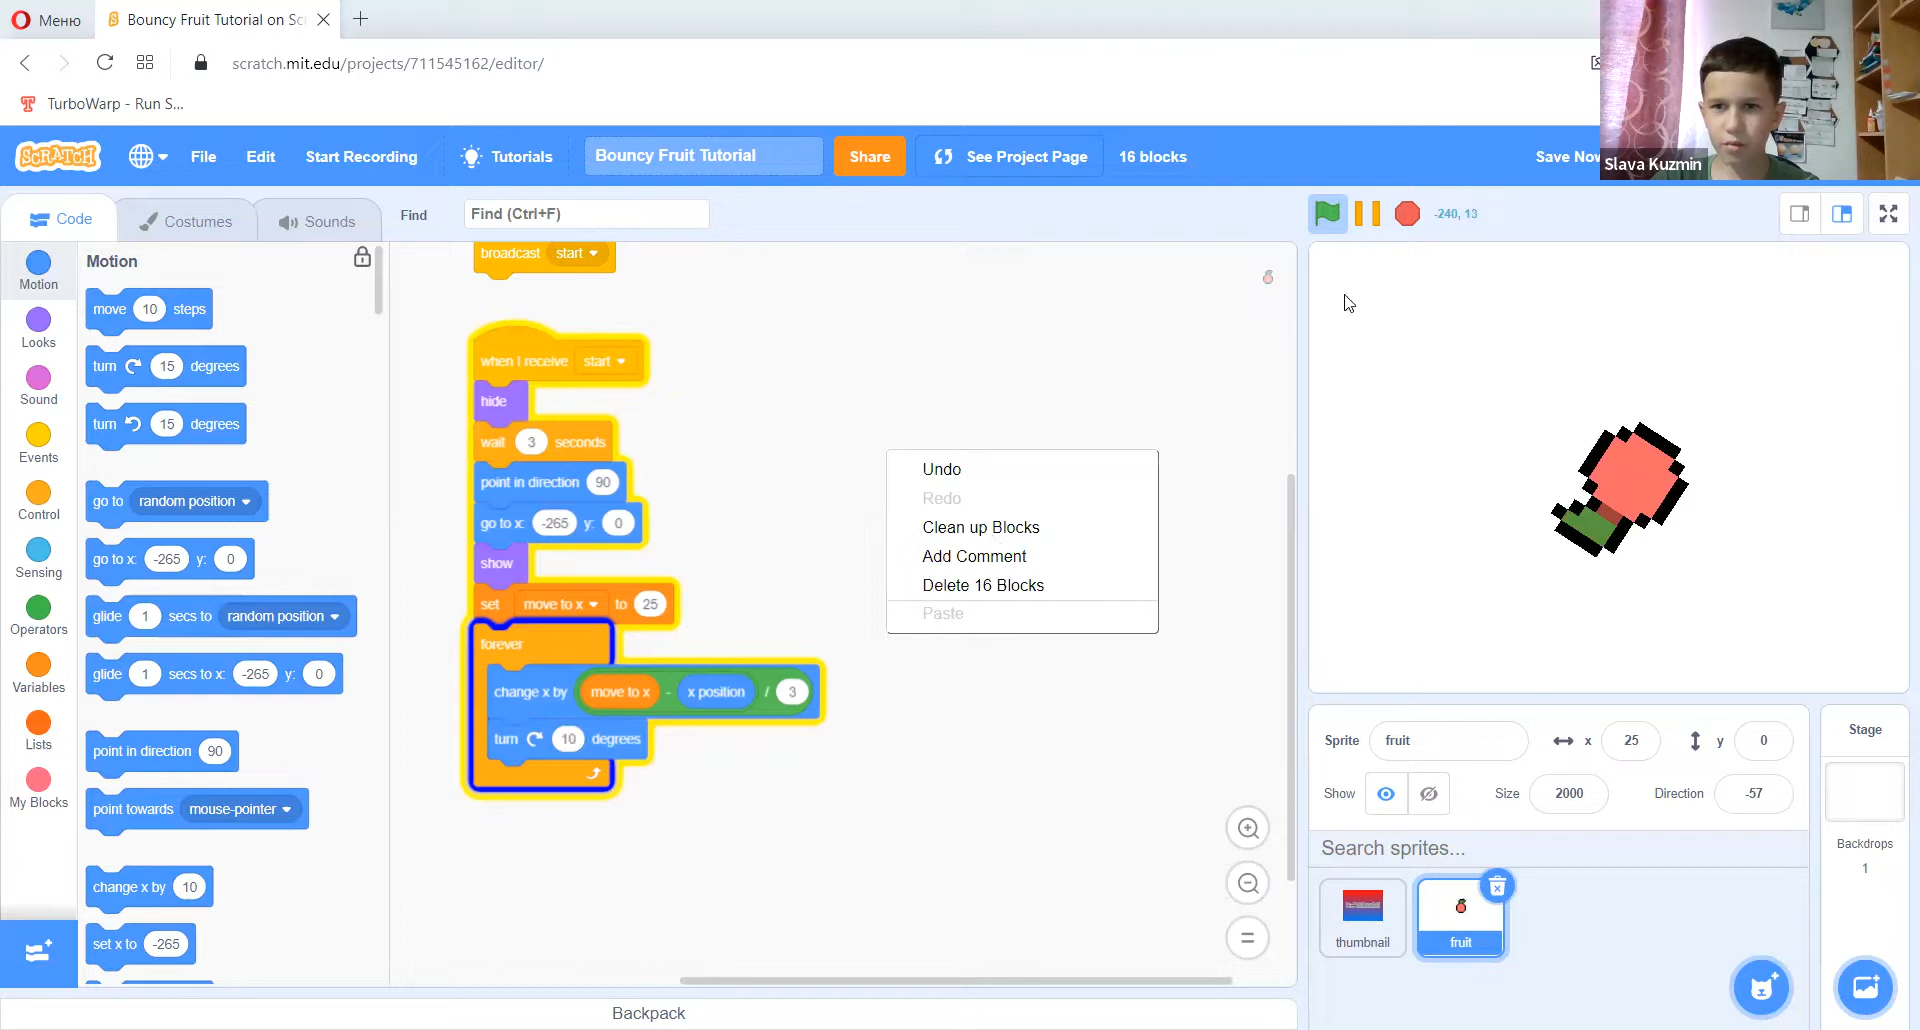 Меню
Bouncy Fruit Tutorial on Sc
scratch.mit.edu/projects/711545162/editor/
TurboWarp - Run S...
SCRATCH
File
Edit
Start Recording
Tutorials
Bouncy Fruit Tutorial
Share
See Project Page
16 blocks
Save Now
Slava Kuzmin
Code
Costumes
Sounds
Find
Find (Ctrl+F)
-240, 13
Motion
Looks
Sound
Events
Control
Sensing
Operators
Variables
Lists
My Blocks
Motion
move 10 steps
turn 15 degrees
turn 15 degrees
go to random position
go to x: -265 y: 0
glide 1 secs to random position
glide 1 secs to x: -265 y: 0
point in direction 90
point towards mouse-pointer
change x by 10
set x to -265
broadcast start
when I receive start
hide
wait 3 seconds
point in direction 90
go to x: -265 y: 0
show
set move to x to 25
forever
change x by move to x - x position / 3
turn 10 degrees
Undo
Redo
Clean up Blocks
Add Comment
Delete 16 Blocks
Paste
Backpack
Sprite fruit x 25 y 0
Show Size 2000 Direction -57
Search sprites...
thumbnail
fruit
Stage
Backdrops
1